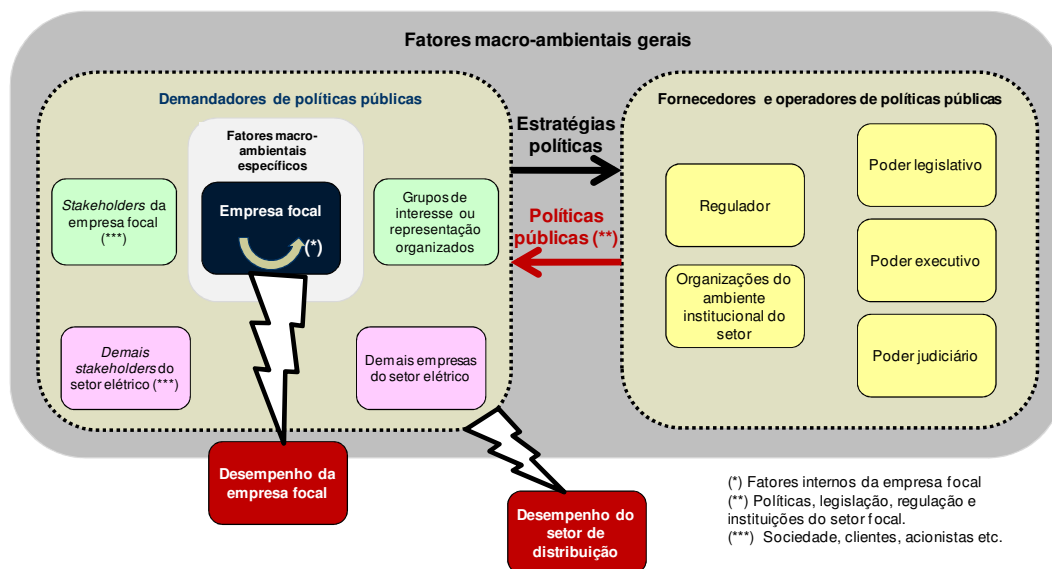 Fatores macro-ambientais gerais
Demandadores de políticas públicas
Fatores macro-
ambientais
específicos
Stakeholders da
empresa focal
(***)
Empresa focal
(*)
Grupos de
interesse ou
representação
organizados
Demais
stakeholders do
setor elétrico (***)
Demais empresas
do setor elétrico
Estratégias
políticas
Políticas
públicas (**)
Fornecedores e operadores de políticas públicas
Regulador
Organizações do
ambiente
institucional do
setor
Poder legislativo
Poder executivo
Poder judiciário
Desempenho da
empresa focal
Desempenho do
setor de
distribuição
(*) Fatores internos da empresa focal
(**) Políticas, legislação, regulação e
instituições do setor focal.
(***) Sociedade, clientes, acionistas etc.